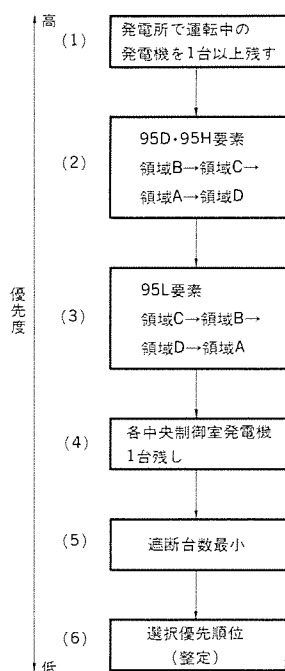 高
(1)
発電所で運転中の
発電機を1台以上残す
(2)
95D・95H要素
領域B→領域C→
領域A→領域D
優先度
(3)
95L要素
領域C→領域B→
領域D→領域A
(4)
各中央制御室発電機
1台残し
(5)
遮断台数最小
(6)
選択優先順位
(整定)
低